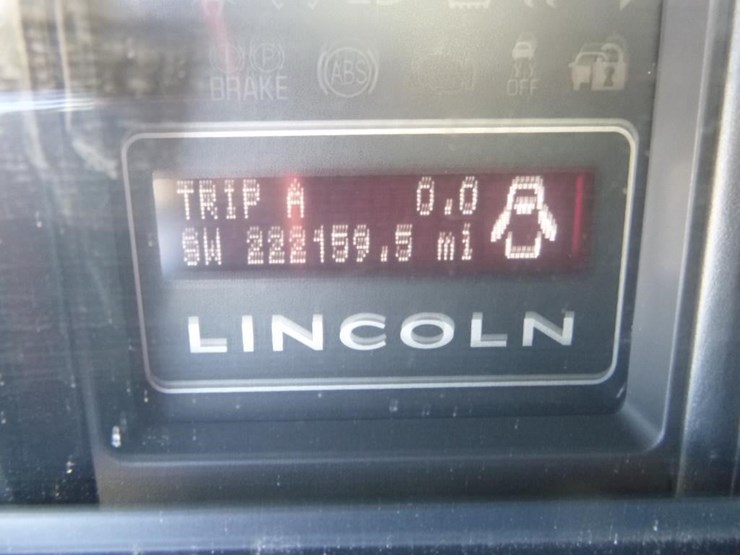 BRAKE
ABS
OFF
TRIP A 0.0
SW 222159.5 mi
LINCOLN